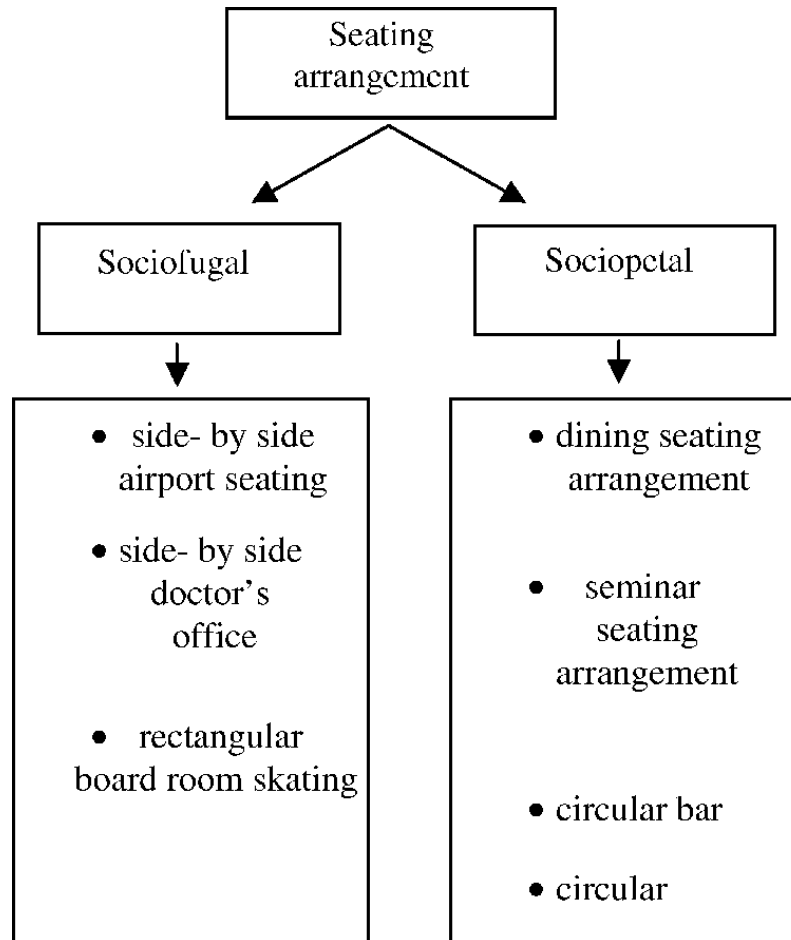 Seating
arrangement
Sociofugal
Sociopetal
• side- by side
airport seating
• side- by side
doctor’s
office
• rectangular
board room skating
• dining seating
arrangement
• seminar
seating
arrangement
• circular bar
• circular